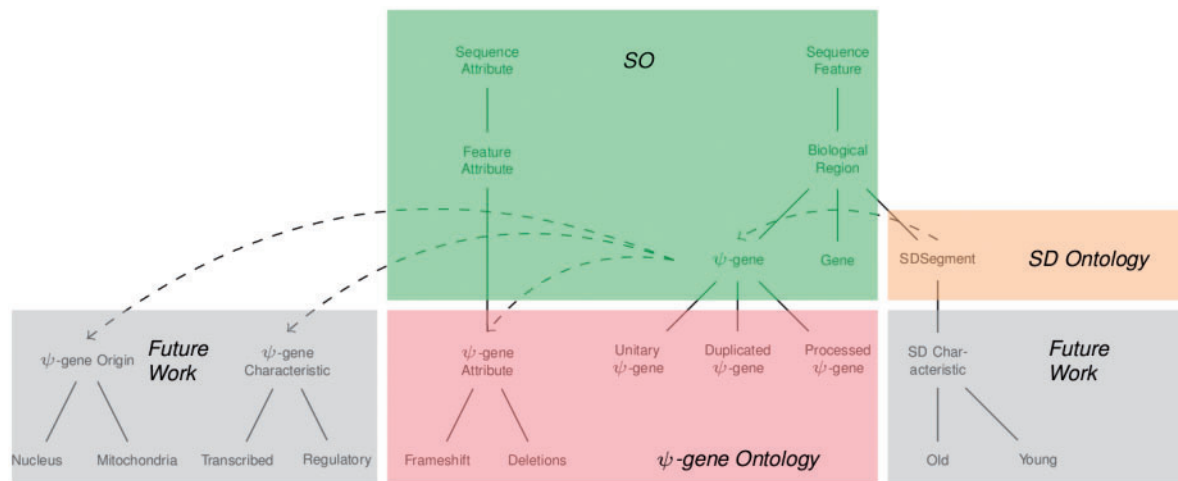 Sequence
Attribute
SO
Sequence
Feature
Feature
Attribute
Biological
Region
ψ-gene
Gene
SDSegment
SD Ontology
ψ-gene Origin
Future
Work
ψ-gene
Characteristic
ψ-gene
Attribute
Unitary
ψ-gene
Duplicated
ψ-gene
Processed
ψ-gene
SD Char-
acteristic
Future
Work
Nucleus
Mitochondria
Transcribed
Regulatory
Frameshift
Deletions
ψ-gene Ontology
Old
Young